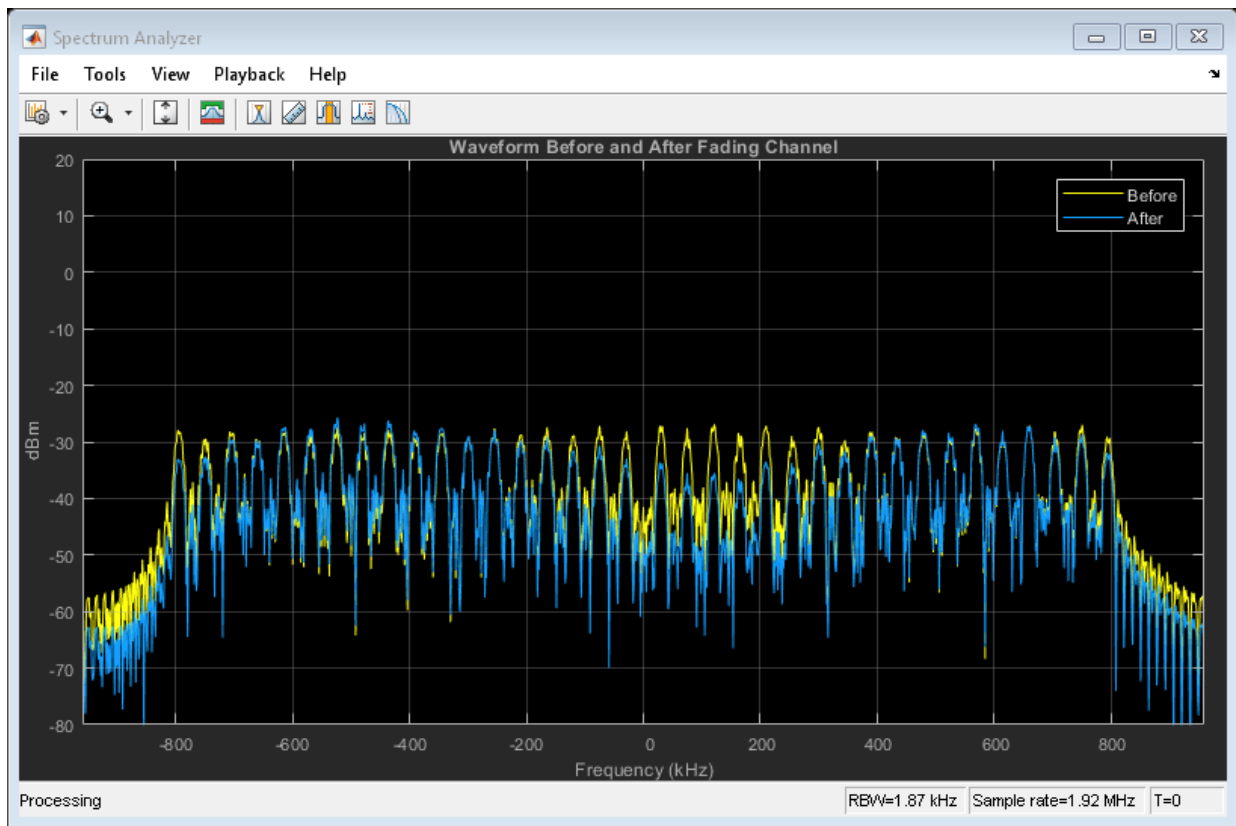 Spectrum Analyzer
File Tools View Playback Help
Waveform Before and After Fading Channel
20
10
0
-10
-20
-30
-40
-50
-60
-70
-80
dBm
Before
After
-800 -600 -400 -200 0 200 400 600 800
Frequency (kHz)
Processing RBW=1.87 kHz Sample rate=1.92 MHz T=0